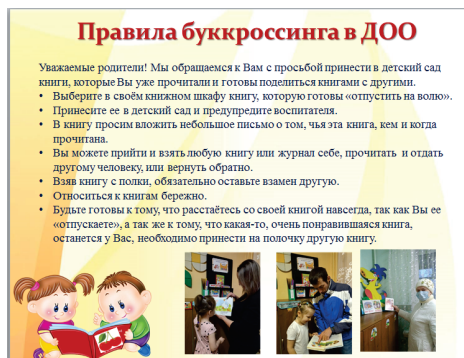 Правила буккроссинга в ДОО
Уважаемые родители! Мы обращаемся к Вам с просьбой принести в детский сад
книги, которые Вы уже прочитали и готовы поделиться книгами с другими.
• Выберите в своём книжном шкафу книгу, которую готовы «отпустить на волю».
• Принесите ее в детский сад и предупредите воспитателя.
• В книгу просим вложить небольшое письмо о том, чья эта книга, кем и когда
прочитана.
• Вы можете прийти и взять любую книгу или журнал себе, прочитать и отдать
другому человеку, или вернуть обратно.
• Взяв книгу с полки, обязательно оставьте взамен другую.
• Относиться к книгам бережно.
• Будьте готовы к тому, что расстаётесь со своей книгой навсегда, так как Вы ее
«отпускаете», а так же к тому, что какая-то, очень понравившаяся книга,
останется у Вас, необходимо принести на полочку другую книгу.